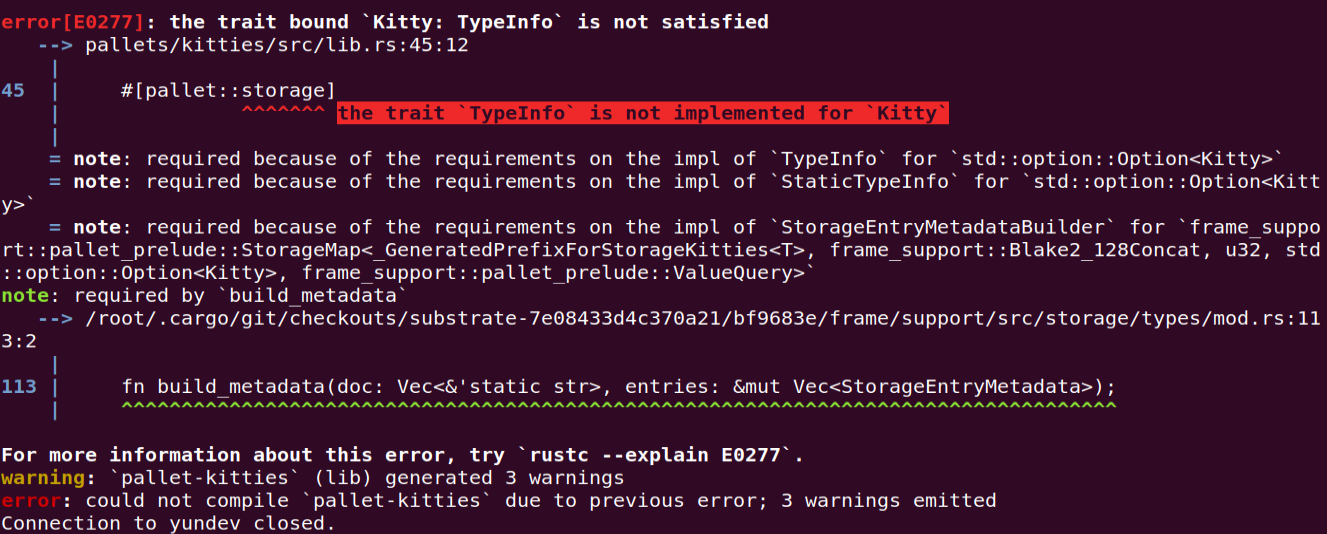 error[E0277]: the trait bound `Kitty: TypeInfo` is not satisfied
   --> pallets/kitties/src/lib.rs:45:12
    |
45  |     #[pallet::storage]
    |               ^^^^^^^ the trait `TypeInfo` is not implemented for `Kitty`
    |
    = note: required because of the requirements on the impl of `TypeInfo` for `std::option::Option<Kitty>`
    = note: required because of the requirements on the impl of `StaticTypeInfo` for `std::option::Option<Kitt
y>`
    = note: required because of the requirements on the impl of `StorageEntryMetadataBuilder` for `frame_suppo
rt::pallet_prelude::StorageMap<_GeneratedPrefixForStorageKitties<T>, frame_support::Blake2_128Concat, u32, std
::option::Option<Kitty>, frame_support::pallet_prelude::ValueQuery>`
note: required by `build_metadata`
   --> /root/.cargo/git/checkouts/substrate-7e08433d4c370a21/bf9683e/frame/support/src/storage/types/mod.rs:11
3:2
    |
113 |     fn build_metadata(doc: Vec<&'static str>, entries: &mut Vec<StorageEntryMetadata>);
    |     ^^^^^^^^^^^^^^^^^^^^^^^^^^^^^^^^^^^^^^^^^^^^^^^^^^^^^^^^^^^^^^^^^^^^^^^^^^^^^^^^^^^

For more information about this error, try `rustc --explain E0277`.
warning: `pallet-kitties` (lib) generated 3 warnings
error: could not compile `pallet-kitties` due to previous error; 3 warnings emitted
Connection to yundev closed.